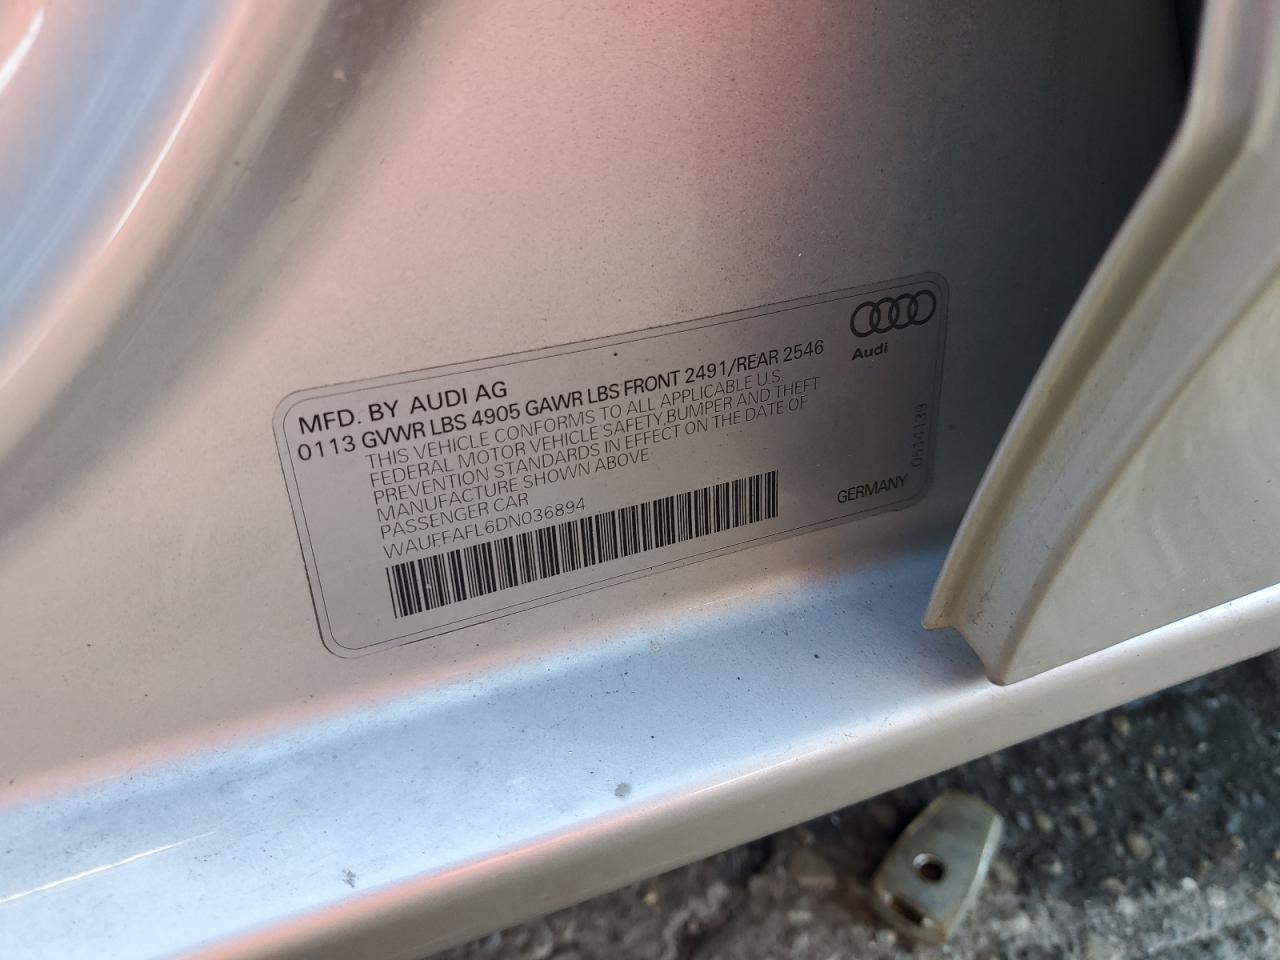 MFD. BY AUDI AG
0113 GVWR LBS 4905 GAWR LBS FRONT 2491/REAR 2546
THIS VEHICLE CONFORMS TO ALL APPLICABLE U.S.
FEDERAL MOTOR VEHICLE SAFETY,BUMPER AND THEFT
PREVENTION STANDARDS IN EFFECT ON THE DATE OF
MANUFACTURE SHOWN ABOVE
PASSENGER CAR
WAUFFAFL6DN036894
Audi
0514139
GERMANY